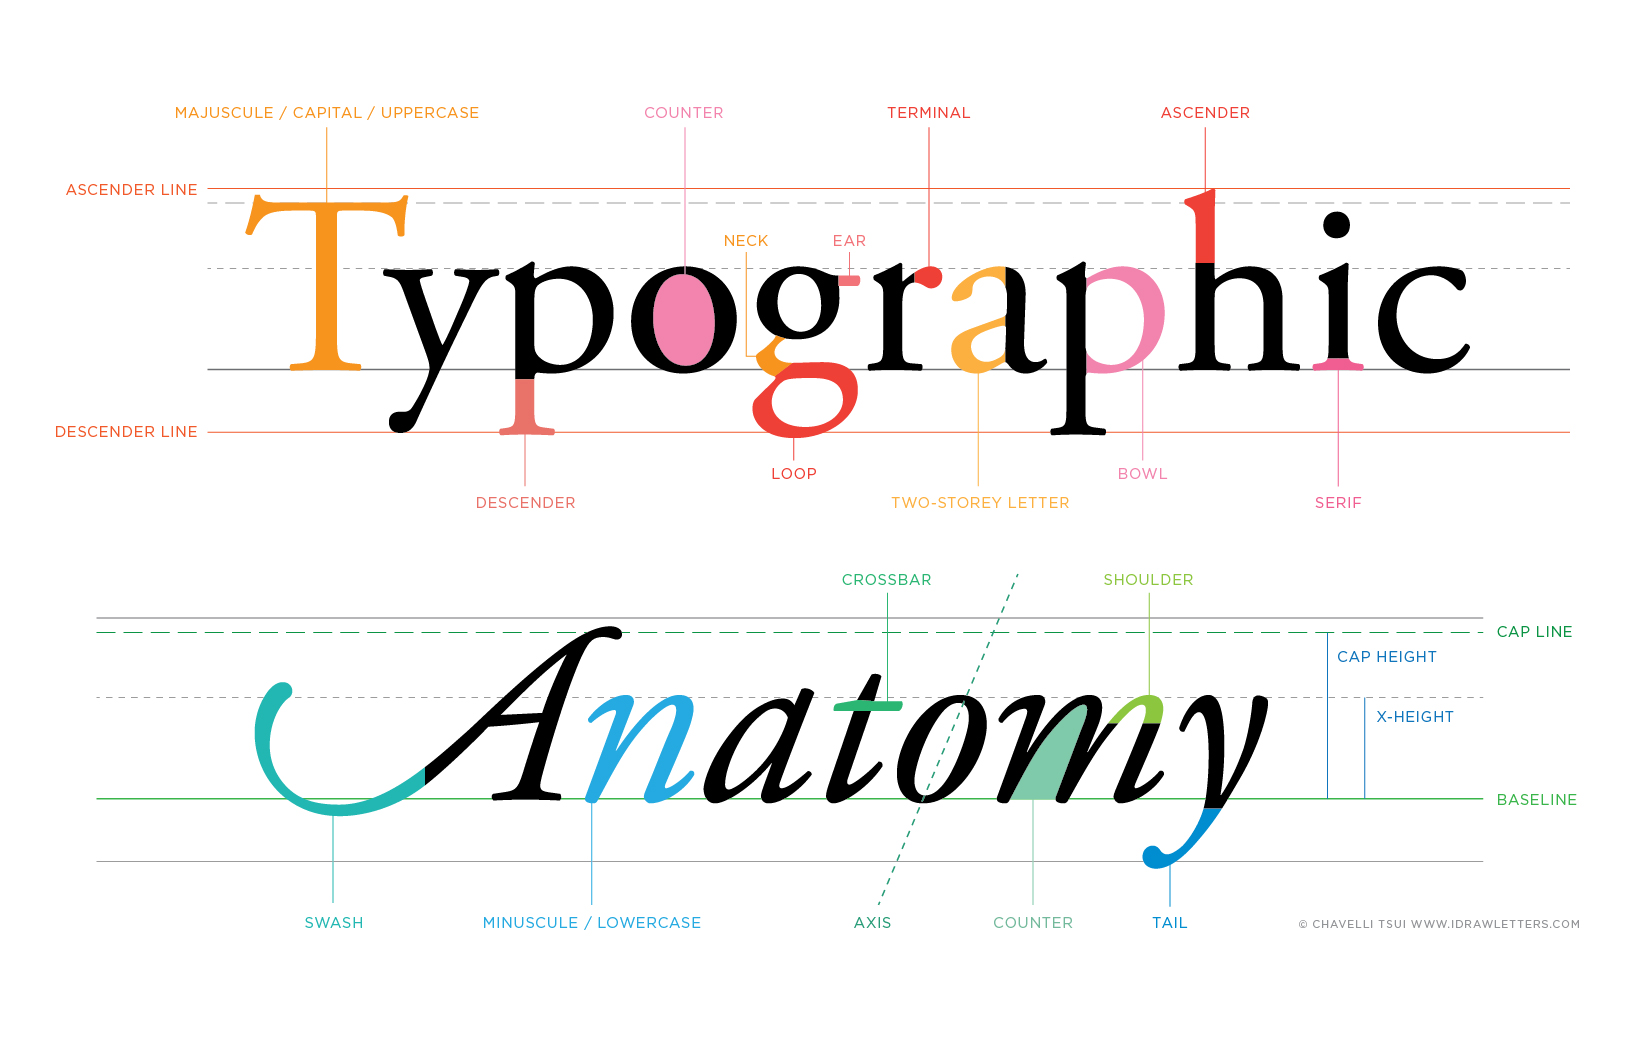 MAJUSCULE / CAPITAL / UPPERCASE
COUNTER
TERMINAL
ASCENDER
ASCENDER LINE
NECK
EAR
Typographic
DESCENDER LINE
LOOP
BOWL
DESCENDER
TWO-STOREY LETTER
SERIF
CROSSBAR
SHOULDER
CAP LINE
CAP HEIGHT
X-HEIGHT
Anatomy
BASELINE
SWASH
MINUSCULE / LOWERCASE
AXIS
COUNTER
TAIL
© CHAVELLI TSUI WWW.IDRAWLETTERS.COM